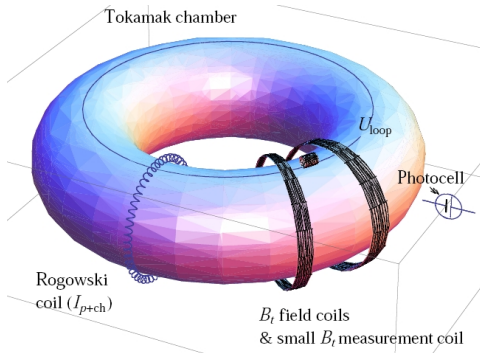 Tokamak chamber
U_loop
Photocell
Rogowski
coil (I_p+ch)
B_t field coils
& small B_t measurement coil